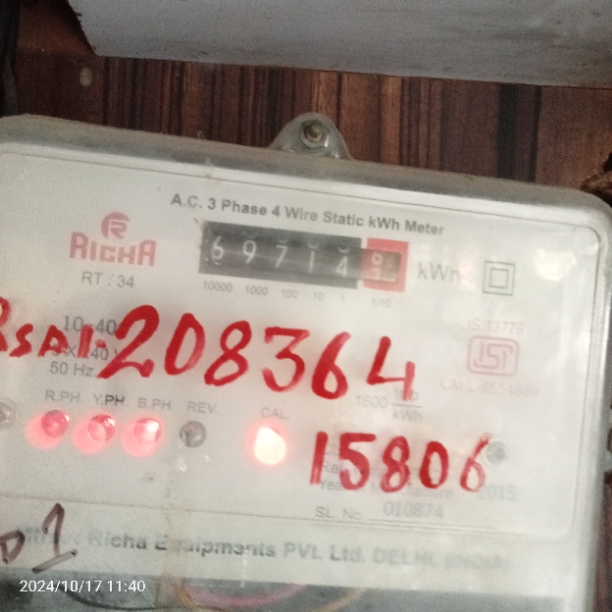 A.C. 3 Phase 4 Wire Static kWh Meter
RICHA
69714
kWh
RT / 34
10000 1000 100 10 1 1/10
10-40
IS:13779
208364
240
50 Hz
ISI
1600 imp/kWh
R.PH. Y.PH. B.PH. REV. CAL.
15806
2015
SL. No. 010874
Richa Equipments PVt. Ltd. DELHI (INDIA)
2024/10/17 11:40